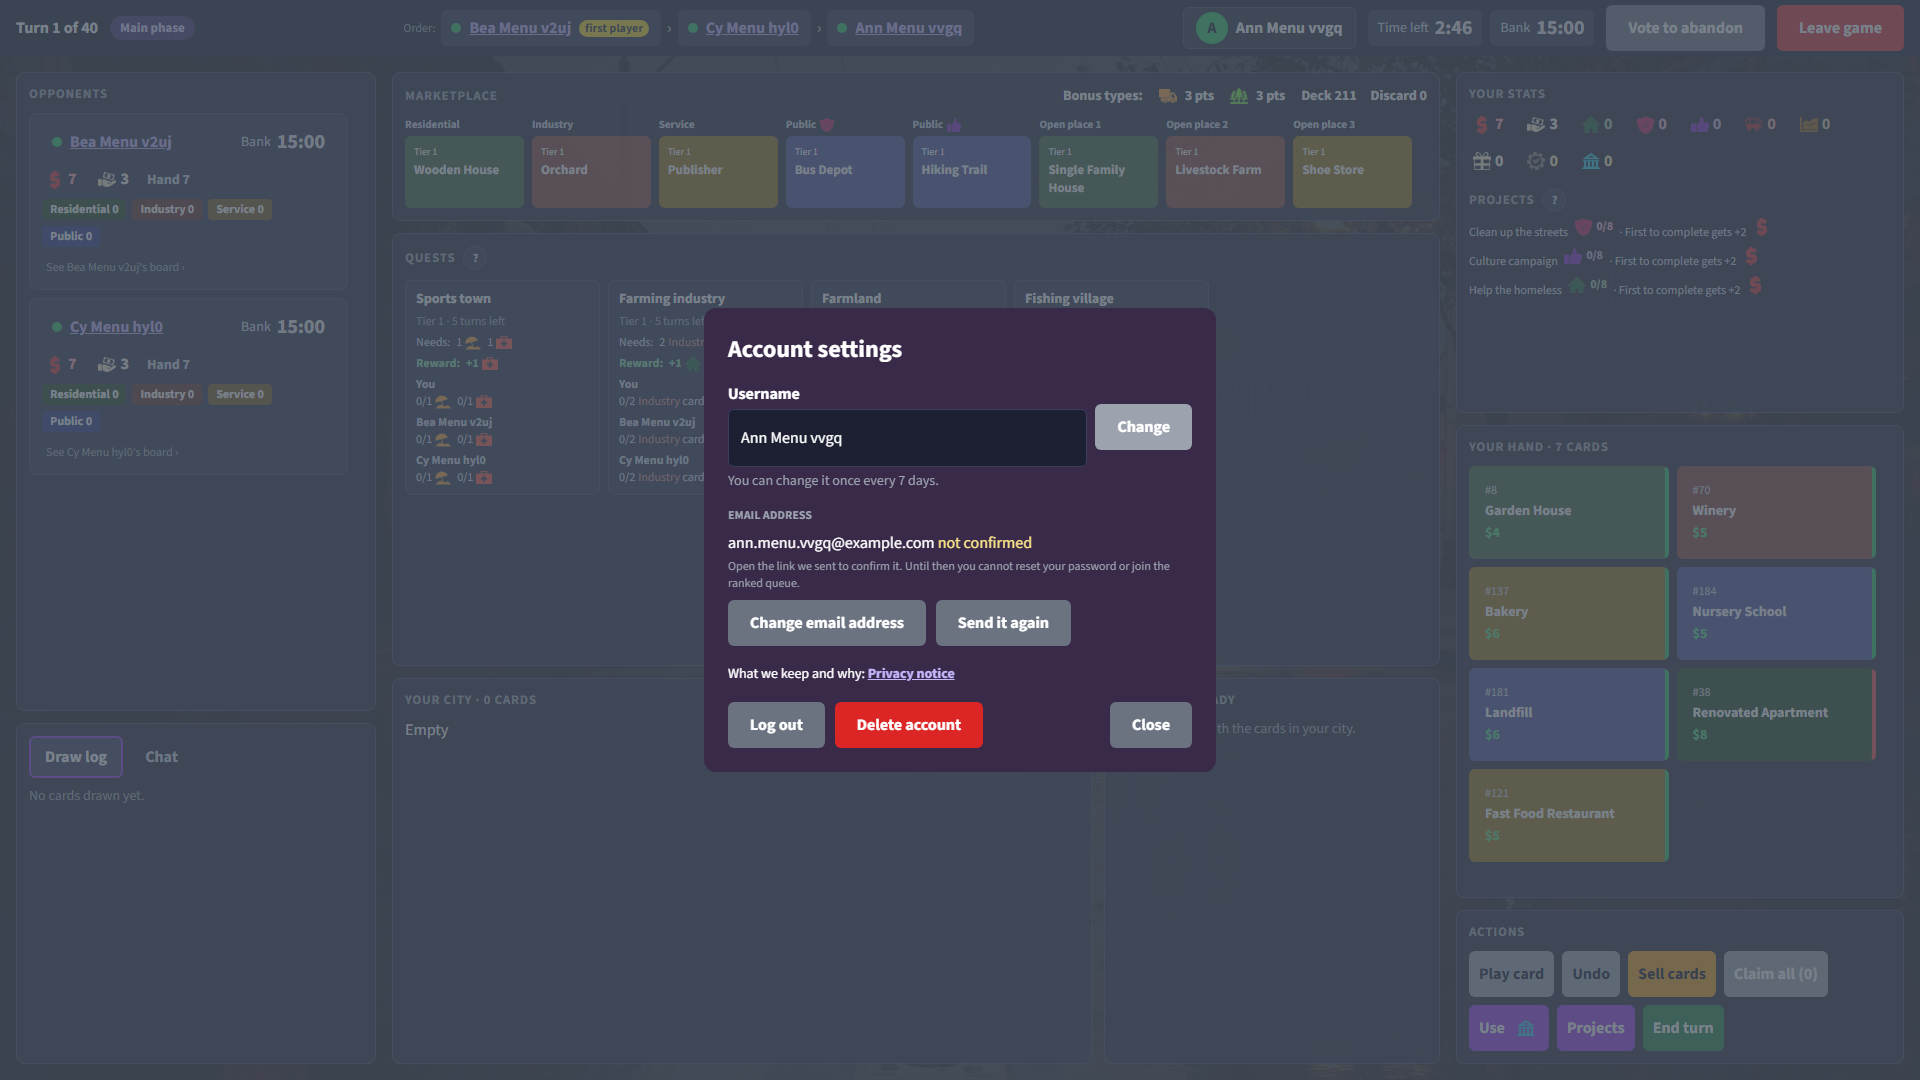 Turn 1 of 40 Main phase
Order: Bea Menu v2uj first player › Cy Menu hyl0 › Ann Menu vvgq
A Ann Menu vvgq Time left 2:46 Bank 15:00 Vote to abandon Leave game
OPPONENTS
Bea Menu v2uj Bank 15:00
7 3 Hand 7
Residential 0 Industry 0 Service 0
Public 0
See Bea Menu v2uj's board ›
Cy Menu hyl0 Bank 15:00
7 3 Hand 7
Residential 0 Industry 0 Service 0
Public 0
See Cy Menu hyl0's board ›
Draw log Chat
No cards drawn yet.
MARKETPLACE Bonus types: 3 pts 3 pts Deck 211 Discard 0
Residential Industry Service Public Public Open place 1 Open place 2 Open place 3
Tier 1 Tier 1 Tier 1 Tier 1 Tier 1 Tier 1 Tier 1 Tier 1
Wooden House Orchard Publisher Bus Depot Hiking Trail Single Family House Livestock Farm Shoe Store
QUESTS ?
Sports town Farming industry Farmland Fishing village
Tier 1 · 5 turns left Tier 1 · 5 turns lef
Needs: 1 1 Needs: 2 Industr
Reward: +1 Reward: +1
You You
0/1 0/1 0/2 Industry card
Bea Menu v2uj Bea Menu v2uj
0/1 0/1 0/2 Industry card
Cy Menu hyl0 Cy Menu hyl0
0/1 0/1 0/2 Industry card
Account settings
Username
Ann Menu vvgq Change
You can change it once every 7 days.
EMAIL ADDRESS
ann.menu.vvgq@example.com not confirmed
Open the link we sent to confirm it. Until then you cannot reset your password or join the
ranked queue.
Change email address Send it again
What we keep and why: Privacy notice
Log out Delete account Close
YOUR CITY · 0 CARDS
Empty
ADY
th the cards in your city.
YOUR STATS
7 3 0 0 0 0 0
0 0 0
PROJECTS ?
Clean up the streets 0/8 · First to complete gets +2
Culture campaign 0/8 · First to complete gets +2
Help the homeless 0/8 · First to complete gets +2
YOUR HAND · 7 CARDS
#8 #70
Garden House Winery
$4 $5
#137 #184
Bakery Nursery School
$6 $5
#181 #38
Landfill Renovated Apartment
$6 $8
#121
Fast Food Restaurant
$5
ACTIONS
Play card Undo Sell cards Claim all (0)
Use Projects End turn